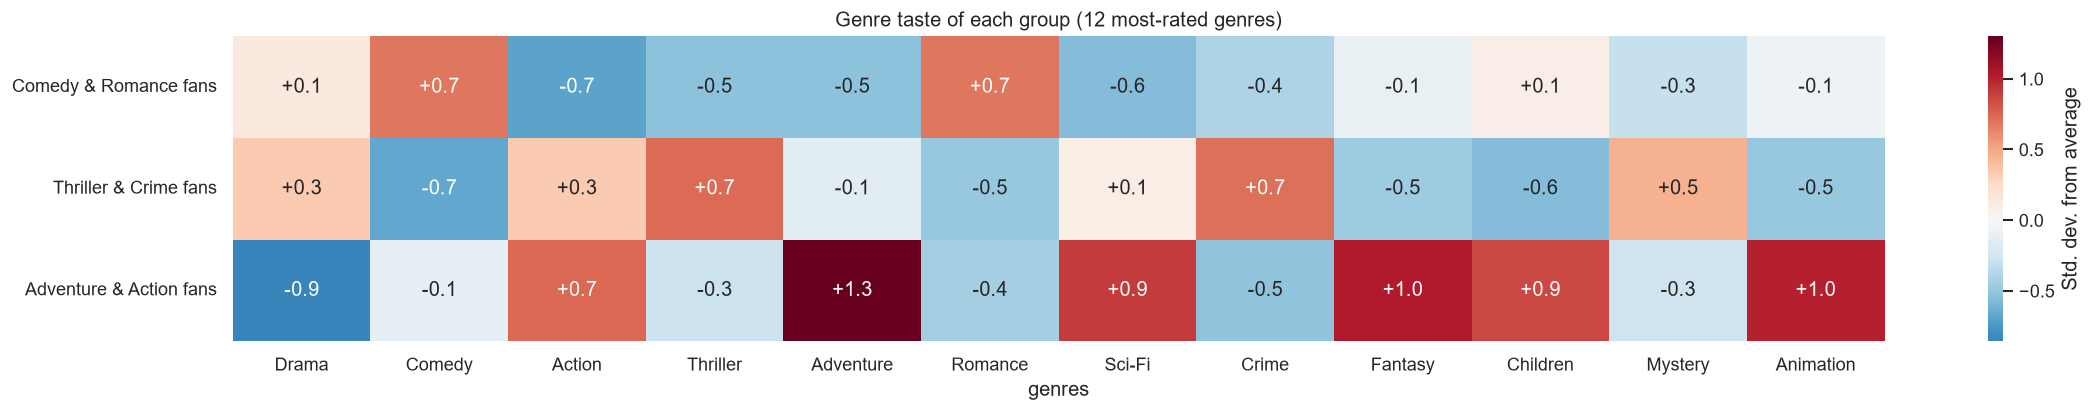 Genre taste of each group (12 most-rated genres)
Comedy & Romance fans +0.1 +0.7 -0.7 -0.5 -0.5 +0.7 -0.6 -0.4 -0.1 +0.1 -0.3 -0.1
Thriller & Crime fans +0.3 -0.7 +0.3 +0.7 -0.1 -0.5 +0.1 +0.7 -0.5 -0.6 +0.5 -0.5
Adventure & Action fans -0.9 -0.1 +0.7 -0.3 +1.3 -0.4 +0.9 -0.5 +1.0 +0.9 -0.3 +1.0
Drama Comedy Action Thriller Adventure Romance Sci-Fi Crime Fantasy Children Mystery Animation
genres
1.0
0.5
0.0
−0.5
Std. dev. from average